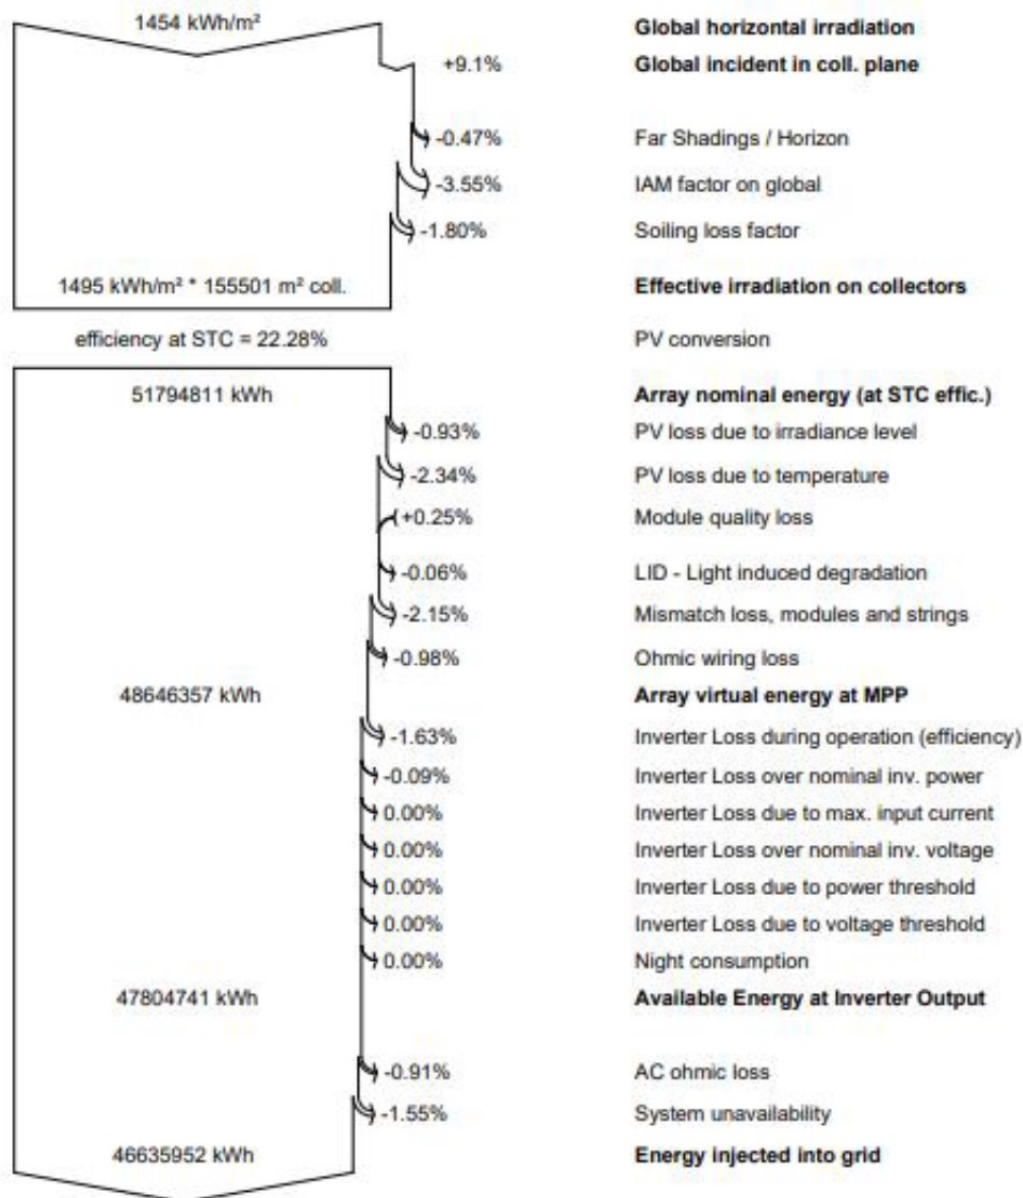 1454 kWh/m² Global horizontal irradiation
+9.1% Global incident in coll. plane
-0.47% Far Shadings / Horizon
-3.55% IAM factor on global
-1.80% Soiling loss factor
1495 kWh/m² * 155501 m² coll. Effective irradiation on collectors
efficiency at STC = 22.28% PV conversion
51794811 kWh Array nominal energy (at STC effic.)
-0.93% PV loss due to irradiance level
-2.34% PV loss due to temperature
+0.25% Module quality loss
-0.06% LID - Light induced degradation
-2.15% Mismatch loss, modules and strings
-0.98% Ohmic wiring loss
48646357 kWh Array virtual energy at MPP
-1.63% Inverter Loss during operation (efficiency)
-0.09% Inverter Loss over nominal inv. power
0.00% Inverter Loss due to max. input current
0.00% Inverter Loss over nominal inv. voltage
0.00% Inverter Loss due to power threshold
0.00% Inverter Loss due to voltage threshold
0.00% Night consumption
47804741 kWh Available Energy at Inverter Output
-0.91% AC ohmic loss
-1.55% System unavailability
46635952 kWh Energy injected into grid